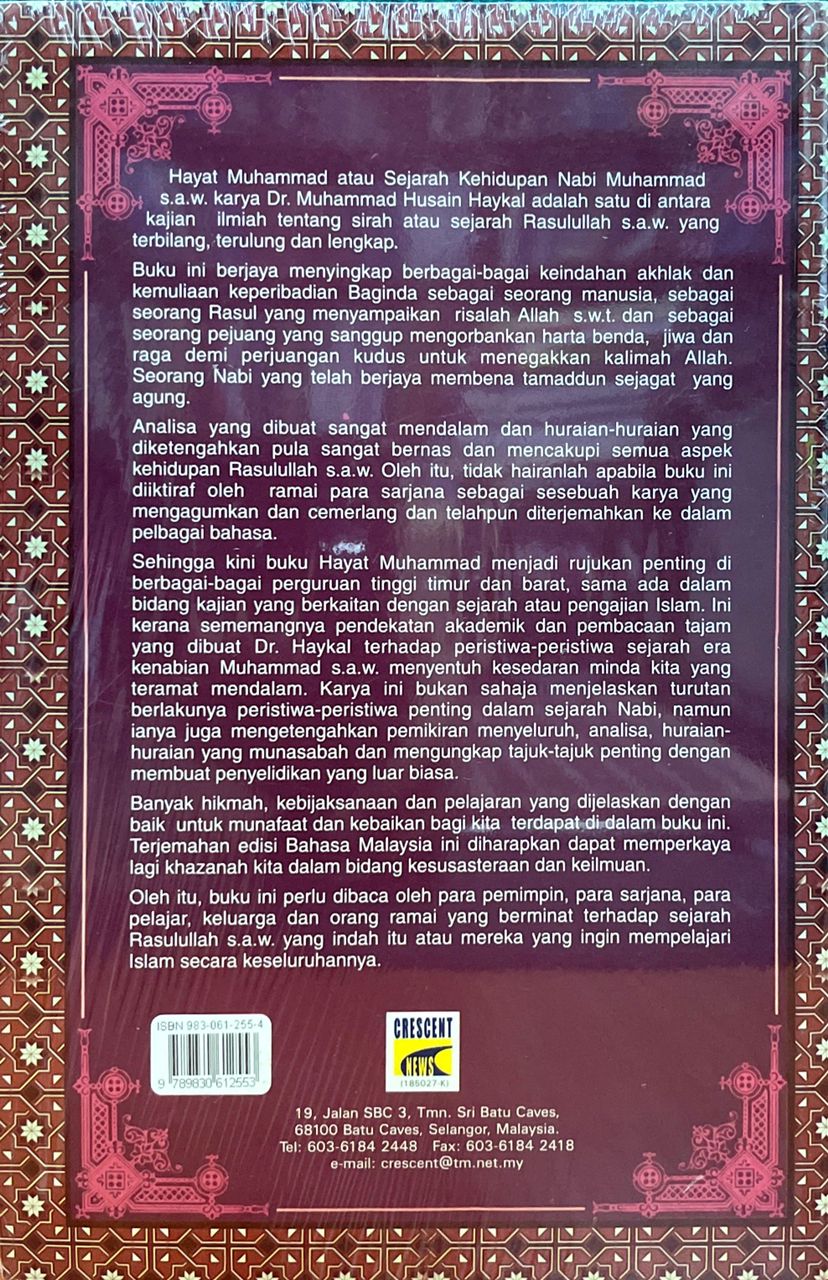 Hayat Muhammad atau Sejarah Kehidupan Nabi Muhammad
s.a.w. karya Dr. Muhammad Husain Haykal adalah satu di antara
kajian ilmiah tentang sirah atau sejarah Rasulullah s.a.w. yang
terbilang, terulung dan lengkap.
Buku ini berjaya menyingkap berbagai-bagai keindahan akhlak dan
kemuliaan keperibadian Baginda sebagai seorang manusia, sebagai
seorang Rasul yang menyampaikan risalah Allah s.w.t. dan sebagai
seorang pejuang yang sanggup mengorbankan harta benda, jiwa dan
raga demi perjuangan kudus untuk menegakkan kalimah Allah.
Seorang Nabi yang telah berjaya membena tamaddun sejagat yang
agung.
Analisa yang dibuat sangat mendalam dan huraian-huraian yang
diketengahkan pula sangat bernas dan mencakupi semua aspek
kehidupan Rasulullah s.a.w. Oleh itu, tidak hairanlah apabila buku ini
diiktiraf oleh ramai para sarjana sebagai sesebuah karya yang
mengagumkan dan cemerlang dan telahpun diterjemahkan ke dalam
pelbagai bahasa.
Sehingga kini buku Hayat Muhammad menjadi rujukan penting di
berbagai-bagai perguruan tinggi timur dan barat, sama ada dalam
bidang kajian yang berkaitan dengan sejarah atau pengajian Islam. Ini
kerana sememangnya pendekatan akademik dan pembacaan tajam
yang dibuat Dr. Haykal terhadap peristiwa-peristiwa sejarah era
kenabian Muhammad s.a.w. menyentuh kesedaran minda kita yang
teramat mendalam. Karya ini bukan sahaja menjelaskan turutan
berlakunya peristiwa-peristiwa penting dalam sejarah Nabi, namun
ianya juga mengetengahkan pemikiran menyeluruh, analisa, huraian-
huraian yang munasabah dan mengungkap tajuk-tajuk penting dengan
membuat penyelidikan yang luar biasa.
Banyak hikmah, kebijaksanaan dan pelajaran yang dijelaskan dengan
baik untuk munafaat dan kebaikan bagi kita terdapat di dalam buku ini.
Terjemahan edisi Bahasa Malaysia ini diharapkan dapat memperkaya
lagi khazanah kita dalam bidang kesusasteraan dan keilmuan.
Oleh itu, buku ini perlu dibaca oleh para pemimpin, para sarjana, para
pelajar, keluarga dan orang ramai yang berminat terhadap sejarah
Rasulullah s.a.w. yang indah itu atau mereka yang ingin mempelajari
Islam secara keseluruhannya.
ISBN 983-061-255-4
9 789830 612553
CRESCENT
NEWS
(185027-K)
19, Jalan SBC 3, Tmn. Sri Batu Caves,
68100 Batu Caves, Selangor, Malaysia.
Tel: 603-6184 2448 Fax: 603-6184 2418
e-mail: crescent@tm.net.my